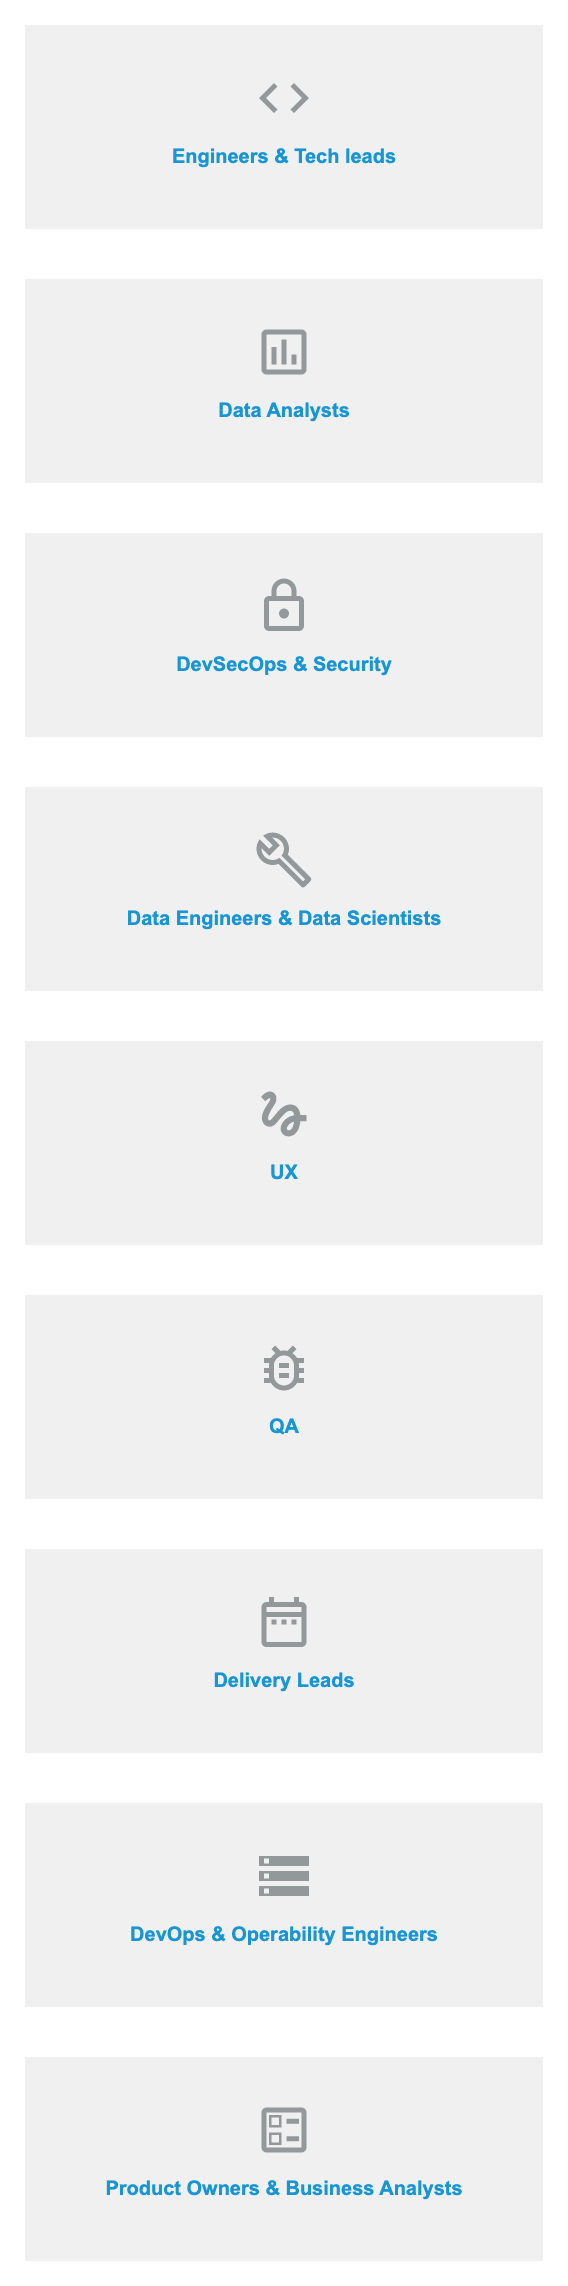 Engineers & Tech leads
Data Analysts
DevSecOps & Security
Data Engineers & Data Scientists
UX
QA
Delivery Leads
DevOps & Operability Engineers
Product Owners & Business Analysts